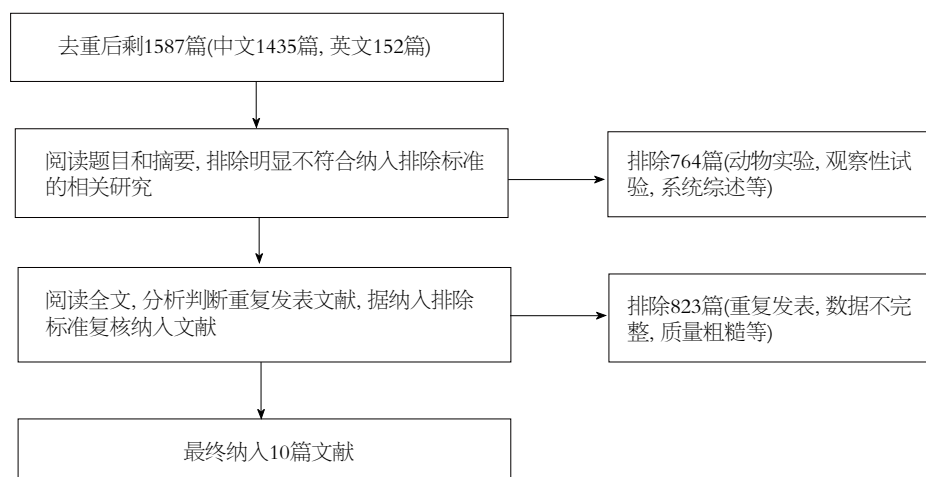 去重后剩1587篇(中文1435篇, 英文152篇)
阅读题目和摘要, 排除明显不符合纳入排除标准
的相关研究
排除764篇(动物实验, 观察性试
验, 系统综述等)
阅读全文, 分析判断重复发表文献, 据纳入排除
标准复核纳入文献
排除823篇(重复发表, 数据不完
整, 质量粗糙等)
最终纳入10篇文献